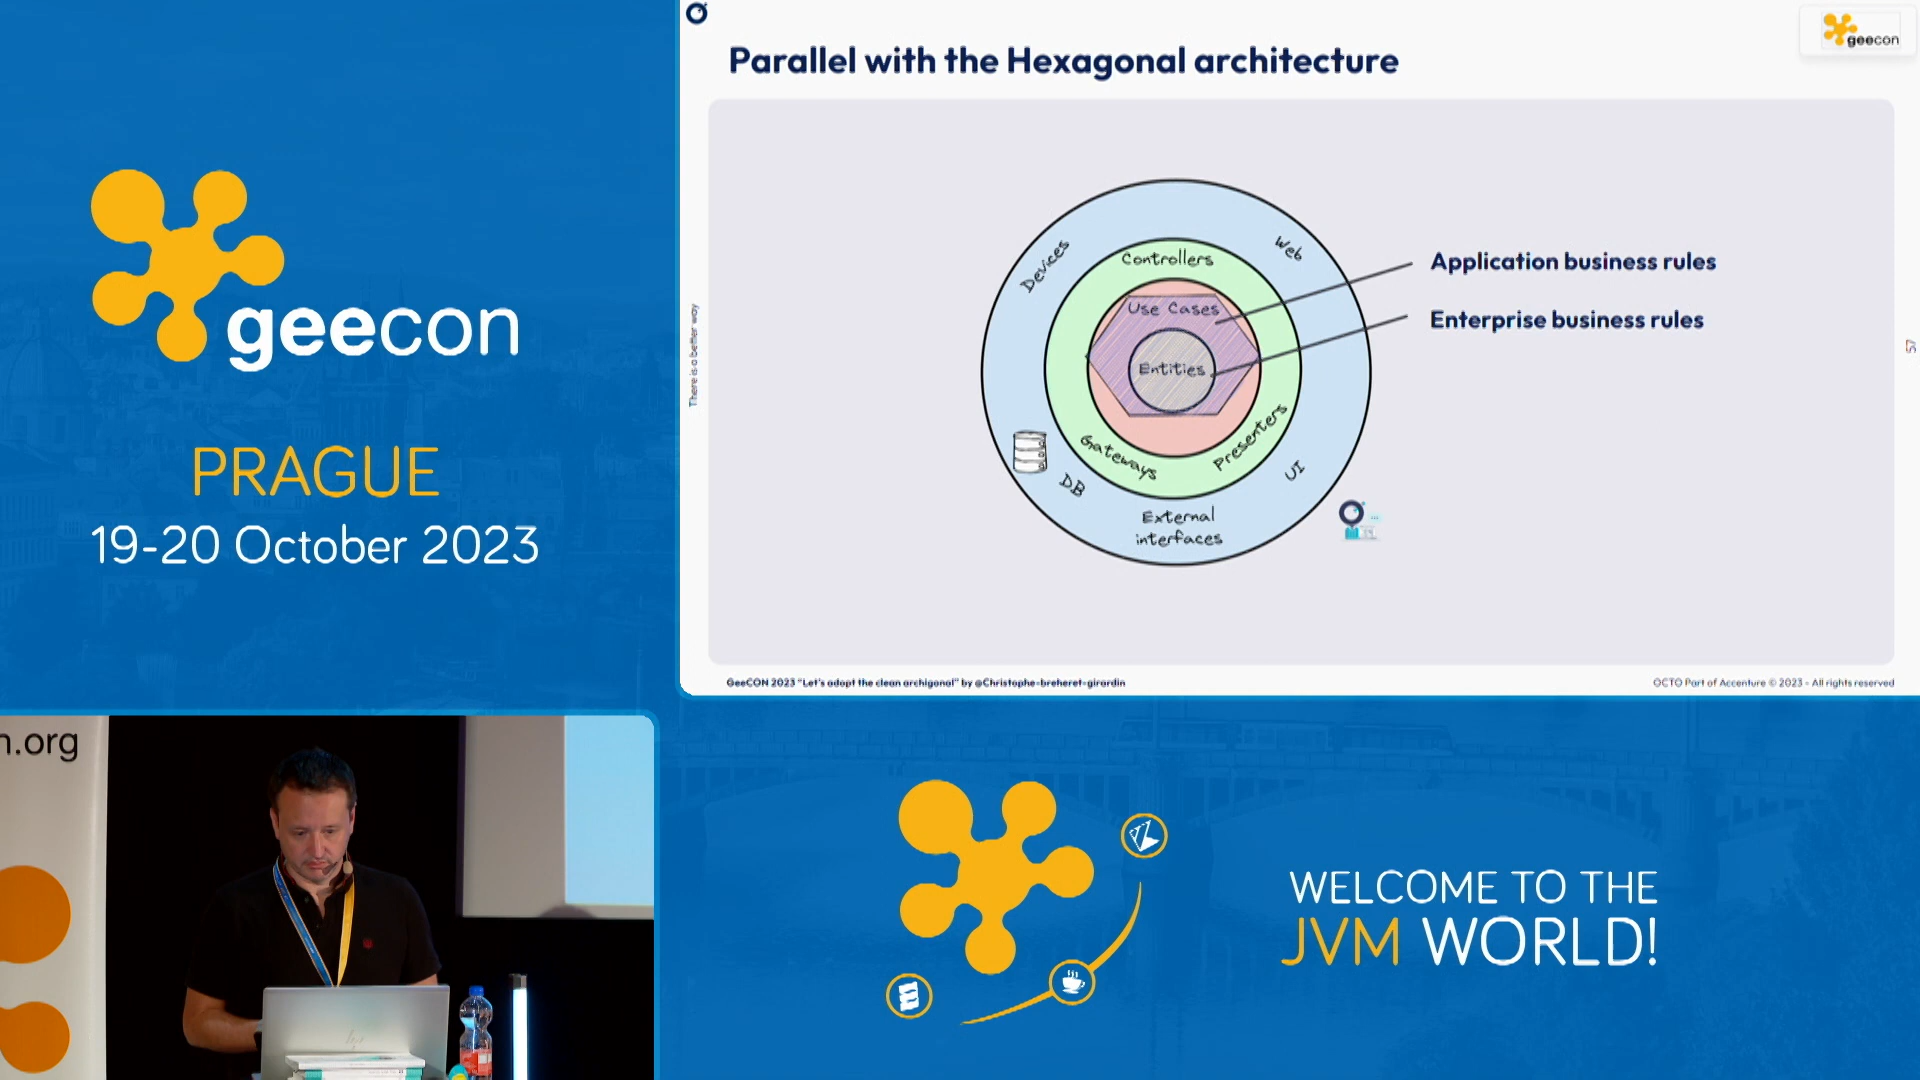 geecon
PRAGUE
19-20 October 2023
Parallel with the Hexagonal architecture
geecon
There is a better way
Devices
Web
Controllers
Use Cases
Entities
Gateways
Presenters
DB
UI
External
interfaces
Application business rules
Enterprise business rules
57
GeeCON 2023 "Let's adopt the clean archigonal" by @Christophe-breheret-girardin
OCTO Part of Accenture © 2023 - All rights reserved
n.org
WELCOME TO THE
JVM WORLD!